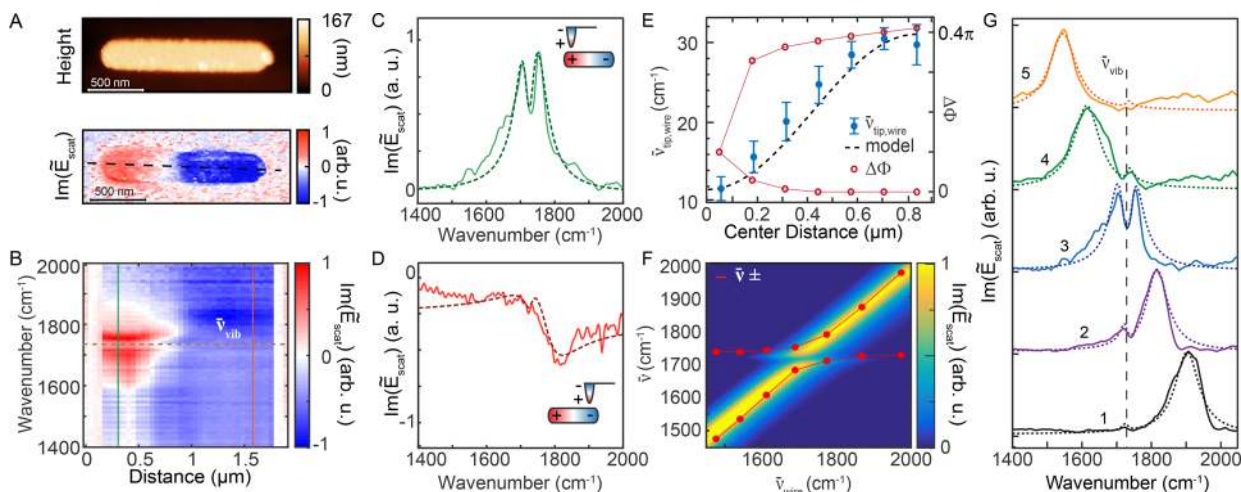 A
Height
167
(nm)
0
500 nm
Im(Ẽscat)
1
0
-1
(arb. u.)
500 nm
B
Wavenumber (cm⁻¹)
2000
1800
1600
1400
ν̄vib
0
0.5
1
1.5
Distance (μm)
1
0
-1
Im(Ẽscat) (arb. u.)
C
Im(Ẽscat) (a. u.)
1
0
- + + -
1400 1600 1800 2000
Wavenumber (cm⁻¹)
D
Im(Ẽscat) (a. u.)
0
-1
- + + -
1400 1600 1800 2000
Wavenumber (cm⁻¹)
E
ν̄tip,wire (cm⁻¹)
30
20
10
0.4π
ΔΦ
0
ν̄tip,wire
model
ΔΦ
0 0.2 0.4 0.6 0.8
Center Distance (μm)
F
ν̄ ±
ν̄ (cm⁻¹)
2000
1900
1800
1700
1600
1500
1600 1800 2000
ν̄wire (cm⁻¹)
1
0
Im(Ẽscat) (arb. u.)
G
Im(Ẽscat) (arb. u.)
ν̄vib
5
4
3
2
1
1400 1600 1800 2000
Wavenumber (cm⁻¹)